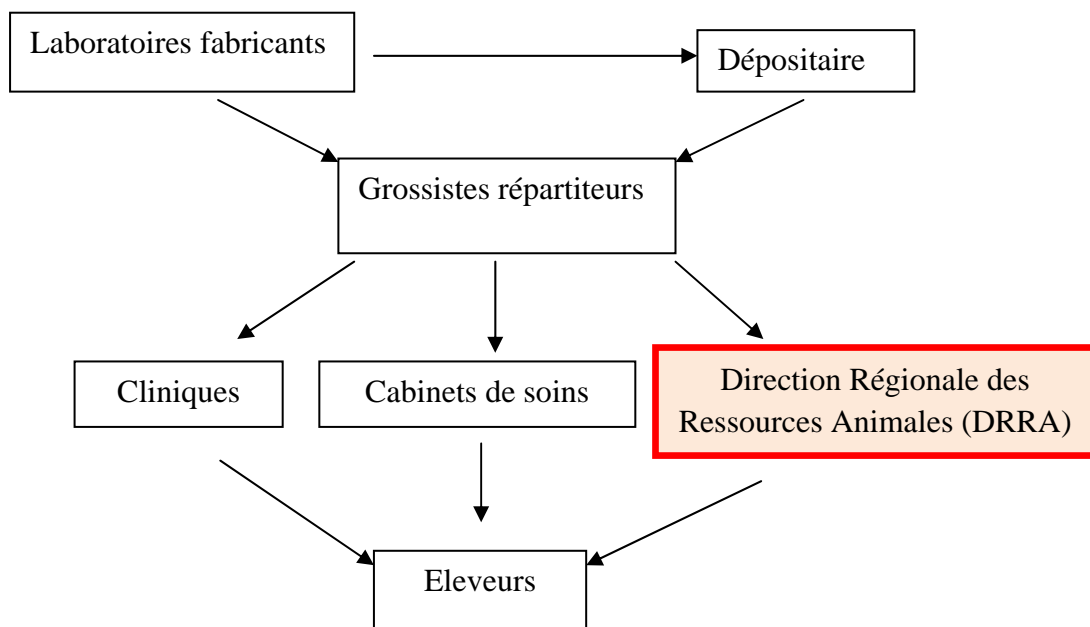 Laboratoires fabricants
Dépositaire
Grossistes répartiteurs
Cliniques
Cabinets de soins
Direction Régionale des
Ressources Animales (DRRA)
Eleveurs